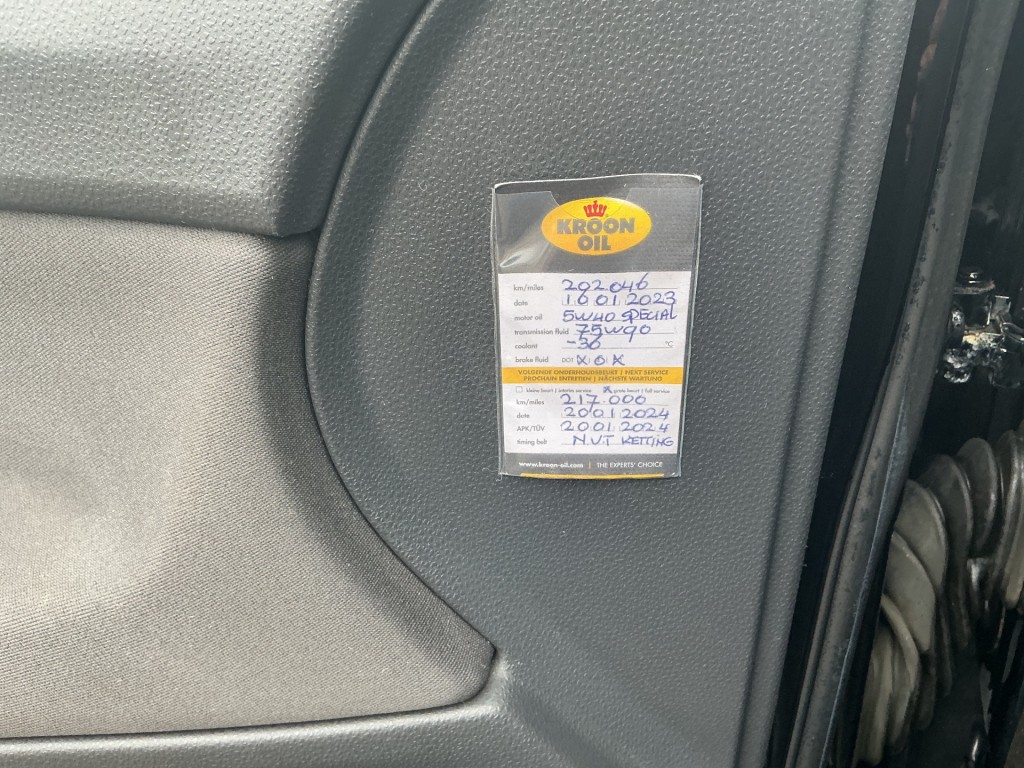 KROON
OIL
km/miles 202.046
date 16 01 2023
motor oil 5W40 SPECIAL
transmission fluid 75W90
coolant -36 °C
brake fluid DOT X O X
VOLGENDE ONDERHOUDSBEURT | NEXT SERVICE
PROCHAIN ENTRETIEN | NÄCHSTE WARTUNG
kleine beurt | interim service X grote beurt | full service
km/miles 217.000
date 20 01 2024
APK/TÜV 20 01 2024
timing belt N.V.T KETTING
www.kroon-oil.com | THE EXPERTS' CHOICE